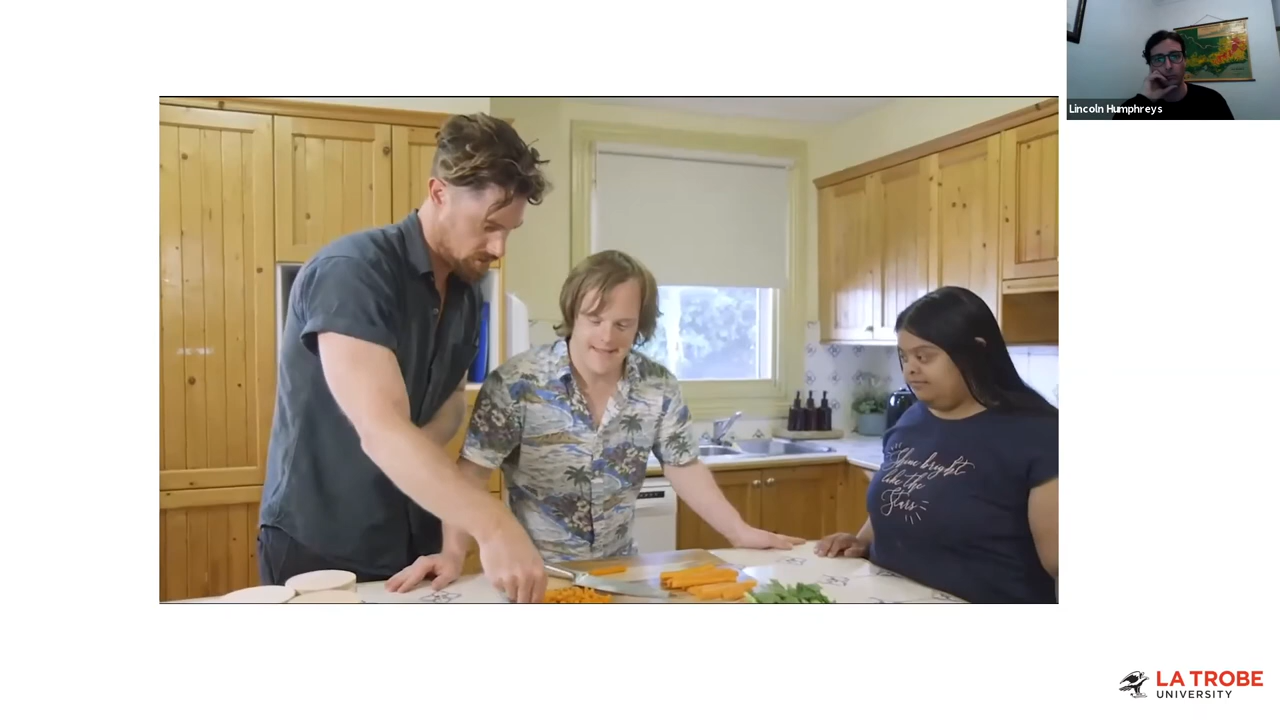 Lincoln Humphreys
Shine bright
like the
Stars
LA TROBE
UNIVERSITY